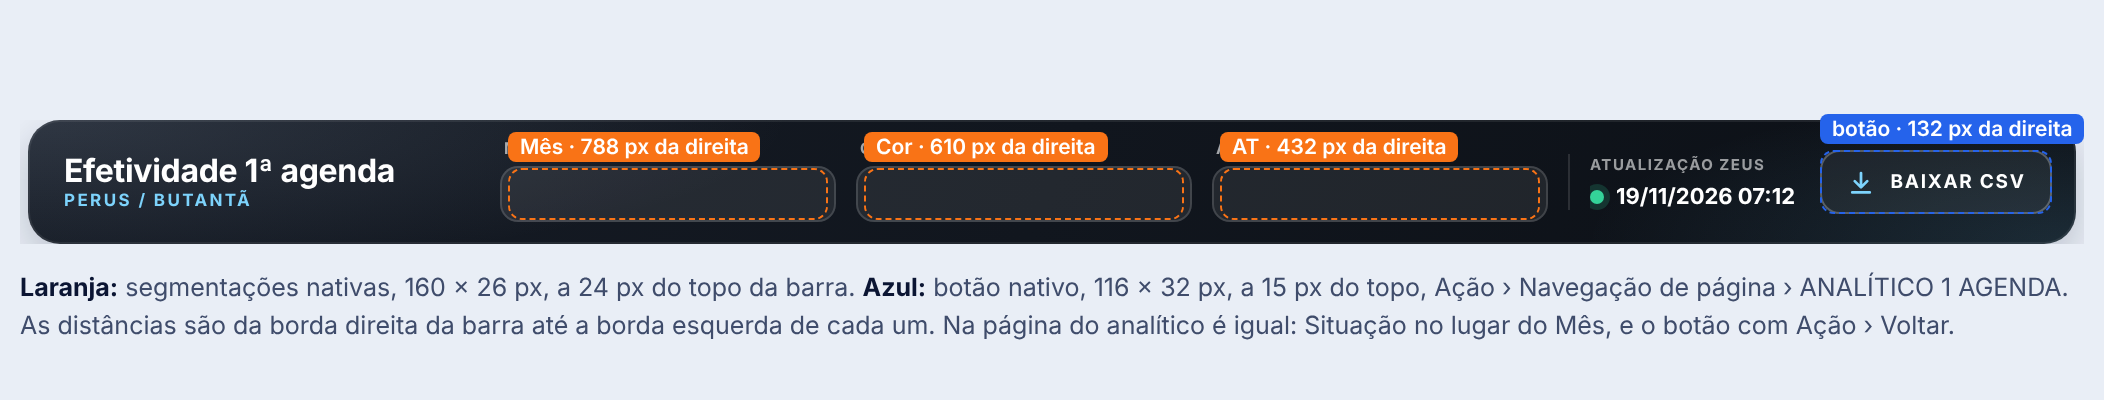 Mês · 788 px da direita
Cor · 610 px da direita
AT · 432 px da direita
botão · 132 px da direita
Efetividade 1ª agenda
PERUS / BUTANTÃ
ATUALIZAÇÃO ZEUS
19/11/2026 07:12
BAIXAR CSV
Laranja: segmentações nativas, 160 × 26 px, a 24 px do topo da barra. Azul: botão nativo, 116 × 32 px, a 15 px do topo, Ação › Navegação de página › ANALÍTICO 1 AGENDA.
As distâncias são da borda direita da barra até a borda esquerda de cada um. Na página do analítico é igual: Situação no lugar do Mês, e o botão com Ação › Voltar.